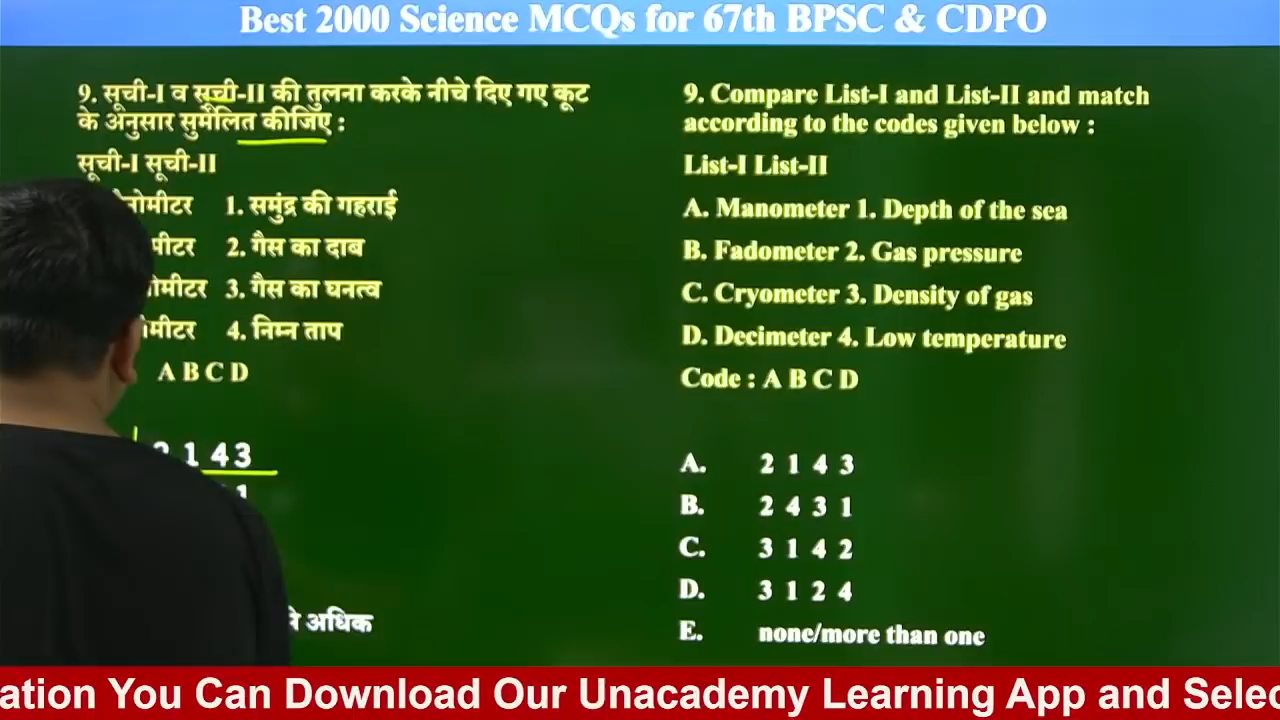 Best 2000 Science MCQs for 67th BPSC & CDPO
9. सूची-I व सूची-II की तुलना करके नीचे दिए गए कूट
के अनुसार सुमेलित कीजिए :
सूची-I सूची-II
1. समुंद्र की गहराई
2. गैस का दाब
3. गैस का घनत्व
4. निम्न ताप
A B C D
2 1 4 3
1
अधिक
9. Compare List-I and List-II and match
according to the codes given below :
List-I List-II
A. Manometer 1. Depth of the sea
B. Fadometer 2. Gas pressure
C. Cryometer 3. Density of gas
D. Decimeter 4. Low temperature
Code : A B C D
A. 2 1 4 3
B. 2 4 3 1
C. 3 1 4 2
D. 3 1 2 4
E. none/more than one
ation You Can Download Our Unacademy Learning App and Selec